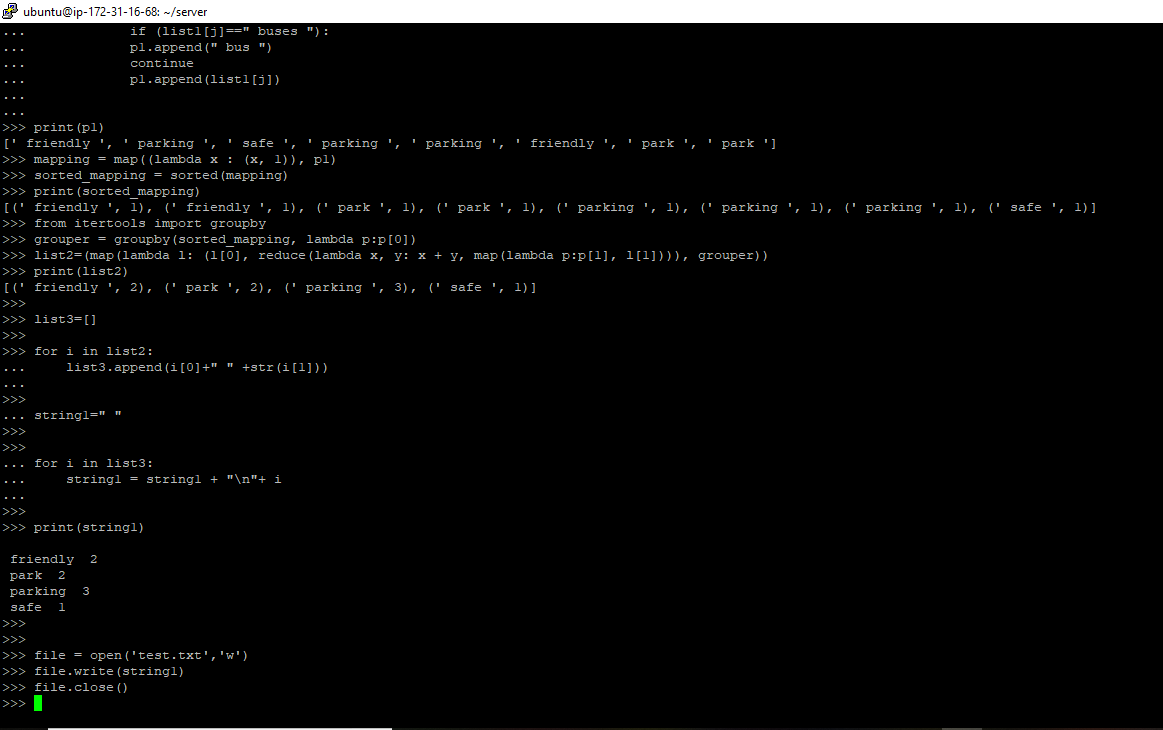 ubuntu@ip-172-31-16-68: ~/server
...             if (list1[j]==" buses "):
...             p1.append(" bus ")
...             continue
...             p1.append(list1[j])
...
...
>>> print(p1)
[' friendly ', ' parking ', ' safe ', ' parking ', ' parking ', ' friendly ', ' park ', ' park ']
>>> mapping = map((lambda x : (x, 1)), p1)
>>> sorted_mapping = sorted(mapping)
>>> print(sorted_mapping)
[(' friendly ', 1), (' friendly ', 1), (' park ', 1), (' park ', 1), (' parking ', 1), (' parking ', 1), (' parking ', 1), (' safe ', 1)]
>>> from itertools import groupby
>>> grouper = groupby(sorted_mapping, lambda p:p[0])
>>> list2=(map(lambda l: (l[0], reduce(lambda x, y: x + y, map(lambda p:p[1], l[1]))), grouper))
>>> print(list2)
[(' friendly ', 2), (' park ', 2), (' parking ', 3), (' safe ', 1)]
>>>
>>> list3=[]
>>>
>>> for i in list2:
...     list3.append(i[0]+" " +str(i[1]))
...
>>>
... string1=" "
>>>
>>>
... for i in list3:
...     string1 = string1 + "\n"+ i
...
>>>
>>> print(string1)

 friendly  2
 park  2
 parking  3
 safe  1
>>>
>>>
>>> file = open('test.txt','w')
>>> file.write(string1)
>>> file.close()
>>>